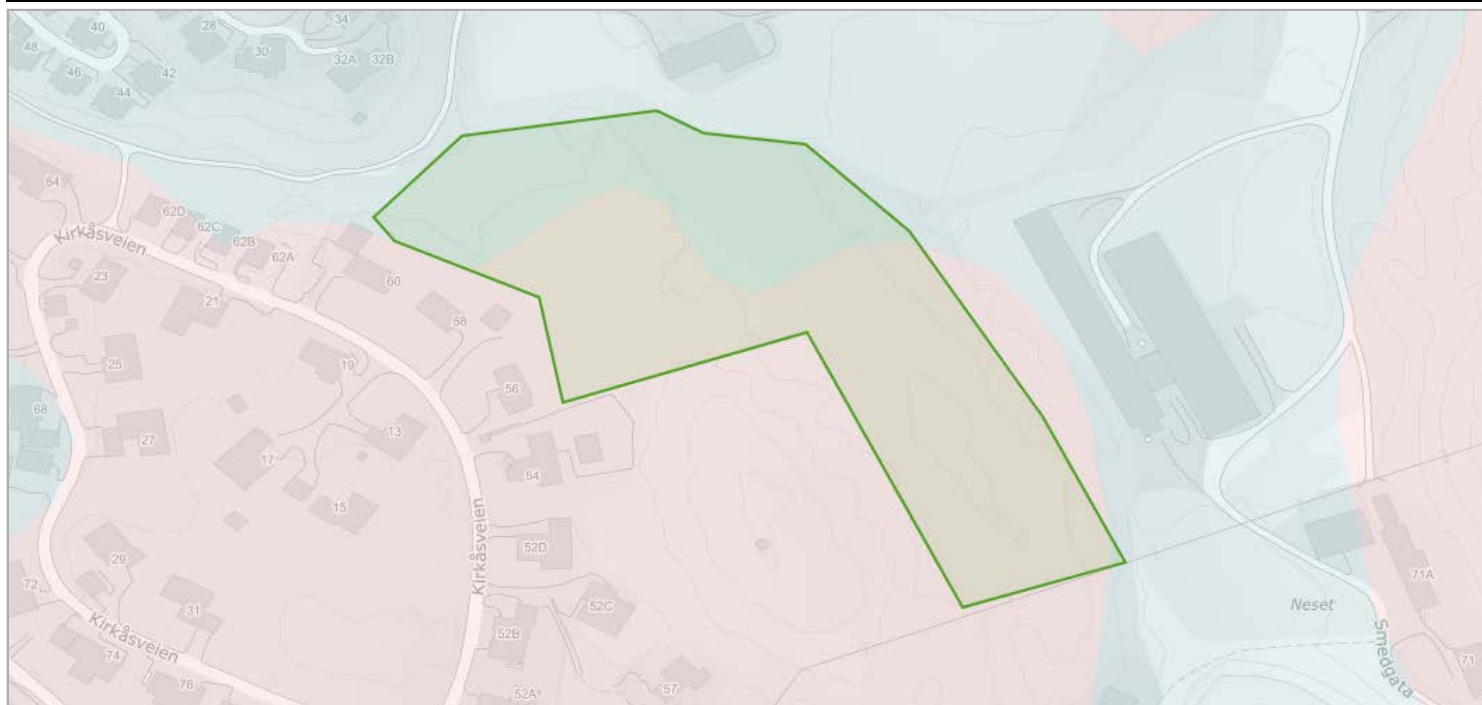 34
40
28
48
30
32A
32B
46
42
44
64
62D
62C
62B
62A
Kirkåsveien
60
23
21
58
25
19
56
68
13
27
17
54
15
Kirkåsveien
52D
29
72
71A
52C
Neset
31
Kirkåsveien
52B
Smedgata
74
71
57
76
52A